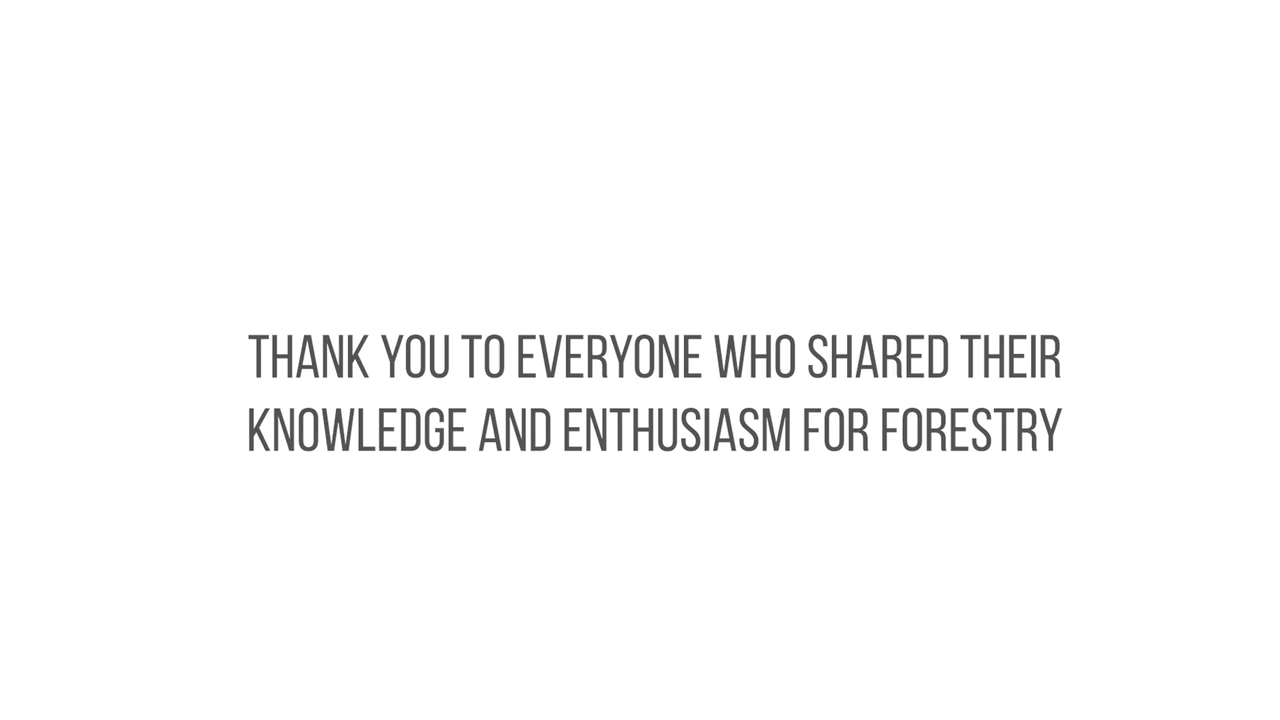 THANK YOU TO EVERYONE WHO SHARED THEIR
KNOWLEDGE AND ENTHUSIASM FOR FORESTRY